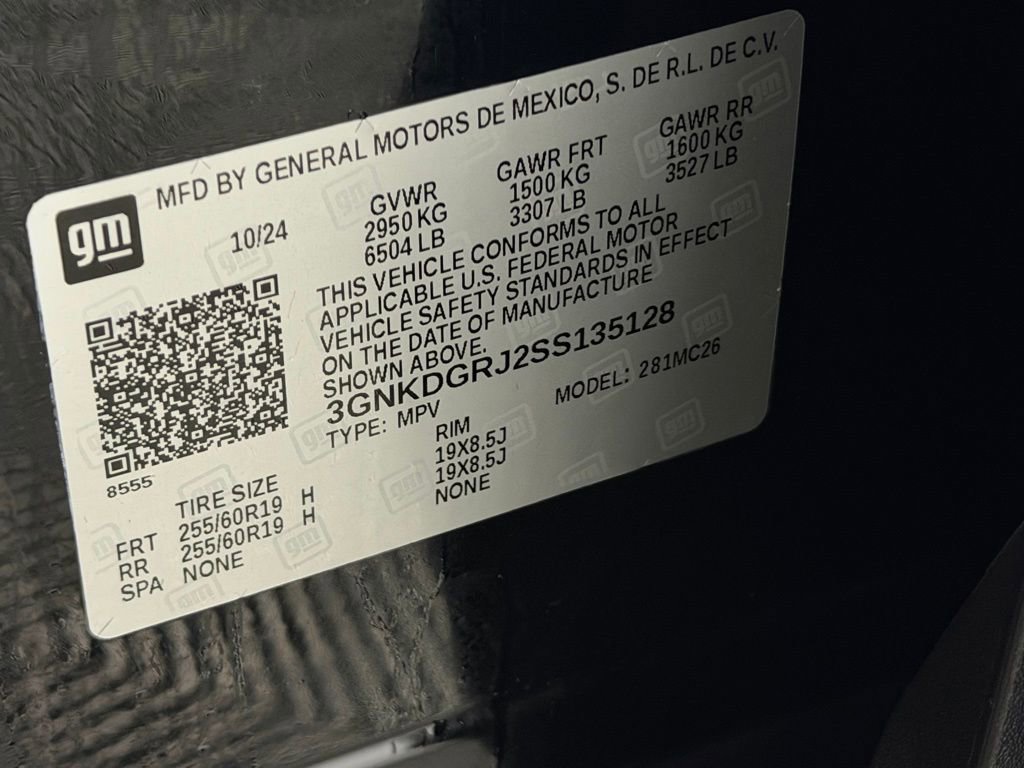 MFD BY GENERAL MOTORS DE MEXICO, S. DE R.L. DE C.V.
gm
10/24
GVWR GAWR FRT GAWR RR
2950 KG 1500 KG 1600 KG
6504 LB 3307 LB 3527 LB
THIS VEHICLE CONFORMS TO ALL
APPLICABLE U.S. FEDERAL MOTOR
VEHICLE SAFETY STANDARDS IN EFFECT
ON THE DATE OF MANUFACTURE
SHOWN ABOVE.
3GNKDGRJ2SS135128
TYPE: MPV MODEL: 281MC26
8555
TIRE SIZE RIM
FRT 255/60R19 H 19X8.5J
RR 255/60R19 H 19X8.5J
SPA NONE NONE